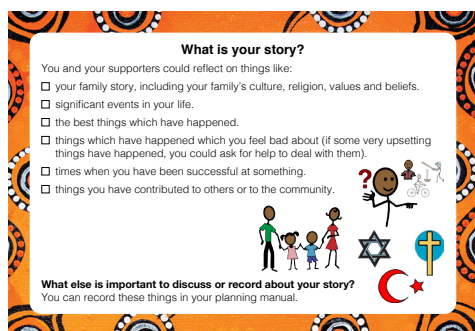 What is your story?
You and your supporters could reflect on things like:
☐ your family story, including your family's culture, religion, values and beliefs.
☐ significant events in your life.
☐ the best things which have happened.
☐ things which have happened which you feel bad about (if some very upsetting
things have happened, you could ask for help to deal with them).
☐ times when you have been successful at something.
☐ things you have contributed to others or to the community.
?
What else is important to discuss or record about your story?
You can record these things in your planning manual.